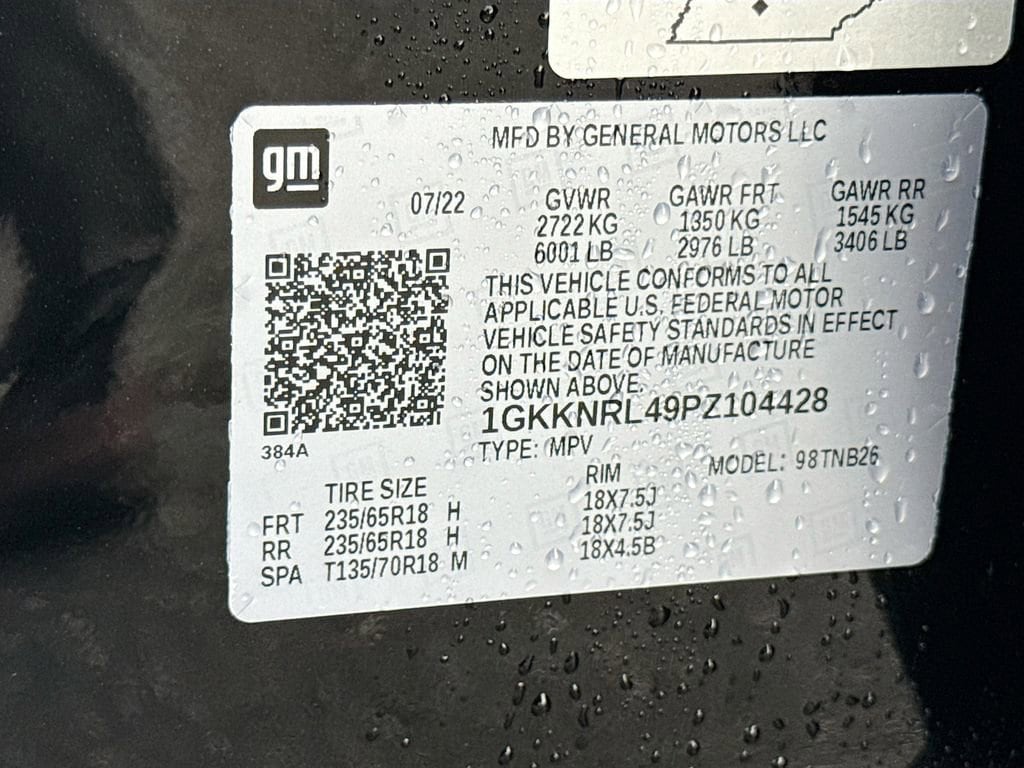 gm
MFD BY GENERAL MOTORS LLC
07/22 GVWR GAWR FRT GAWR RR
2722 KG 1350 KG 1545 KG
6001 LB 2976 LB 3406 LB
THIS VEHICLE CONFORMS TO ALL
APPLICABLE U.S. FEDERAL MOTOR
VEHICLE SAFETY STANDARDS IN EFFECT
ON THE DATE OF MANUFACTURE
SHOWN ABOVE.
1GKKNRL49PZ104428
384A
TYPE: MPV MODEL: 98TNB26
TIRE SIZE RIM
FRT 235/65R18 H 18X7.5J
RR 235/65R18 H 18X7.5J
SPA T135/70R18 M 18X4.5B